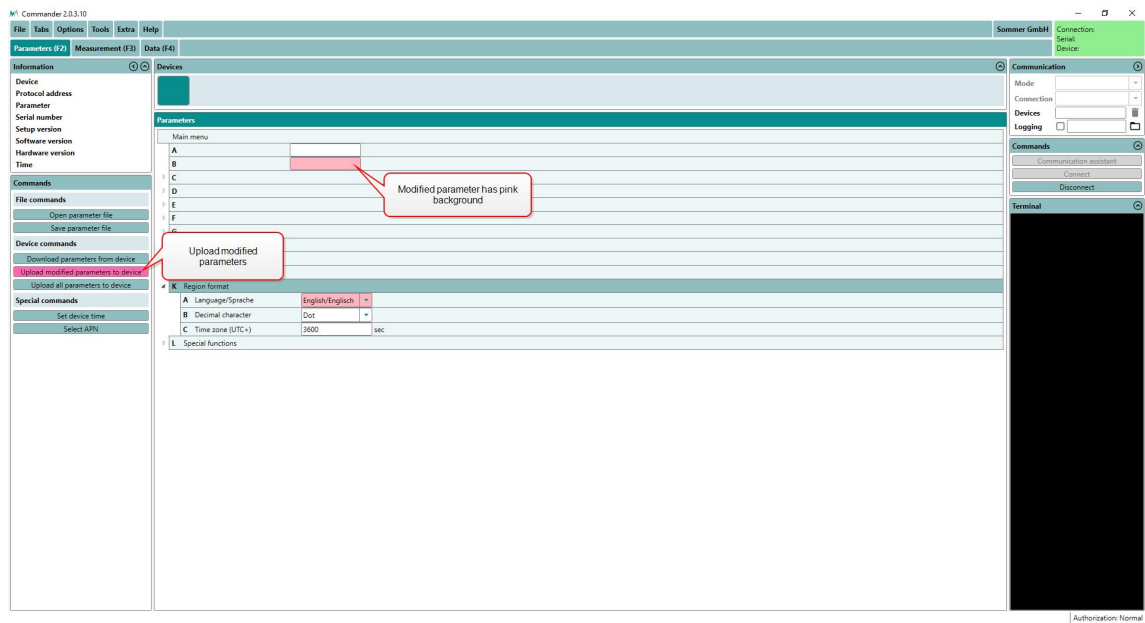 Commander 2.0.3.10
File Tabs Options Tools Extra Help
Sommer GmbH
Connection:
Serial:
Device:
Parameters (F2) Measurement (F3) Data (F4)
Information
Device
Protocol address
Parameter
Serial number
Setup version
Software version
Hardware version
Time
Commands
File commands
Open parameter file
Save parameter file
Device commands
Download parameters from device
Upload modified parameters to device
Upload all parameters to device
Special commands
Set device time
Select APN
Devices
Parameters
Main menu
A
B
C
D
E
F
G
Modified parameter has pink
background
Upload modified
parameters
K Region format
A Language/Sprache English/Englisch
B Decimal character Dot
C Time zone (UTC+) 3600 sec
L Special functions
Communication
Mode
Connection
Devices
Logging
Commands
Communication assistant
Connect
Disconnect
Terminal
Authorization: Normal